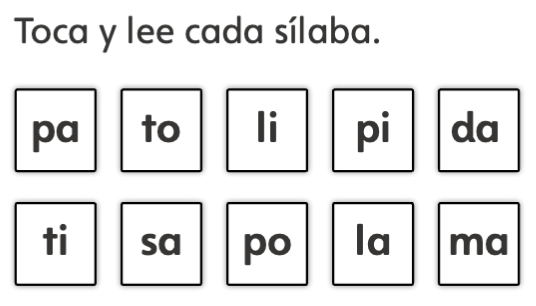 Toca y lee cada sílaba.
pa to li pi da
ti sa po la ma